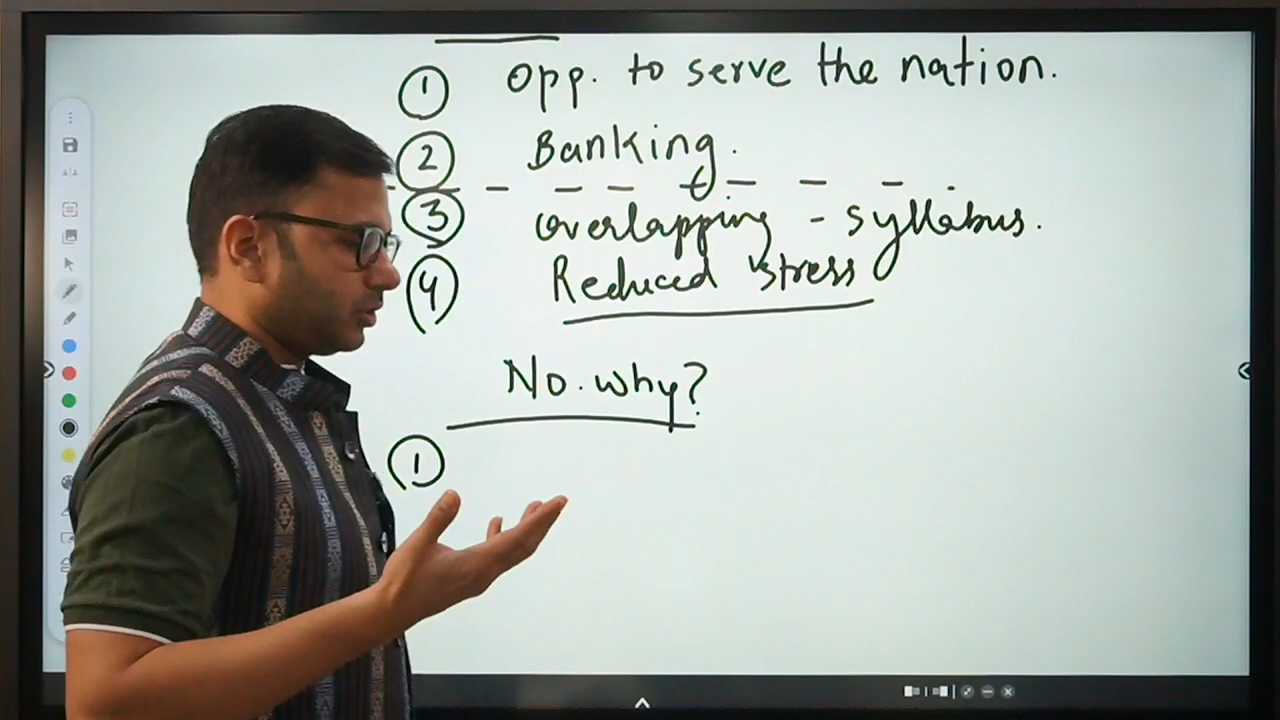 ① Opp. to serve the nation.
② Banking.
③ overlapping - syllabus.
④ Reduced stress
No. why?
①